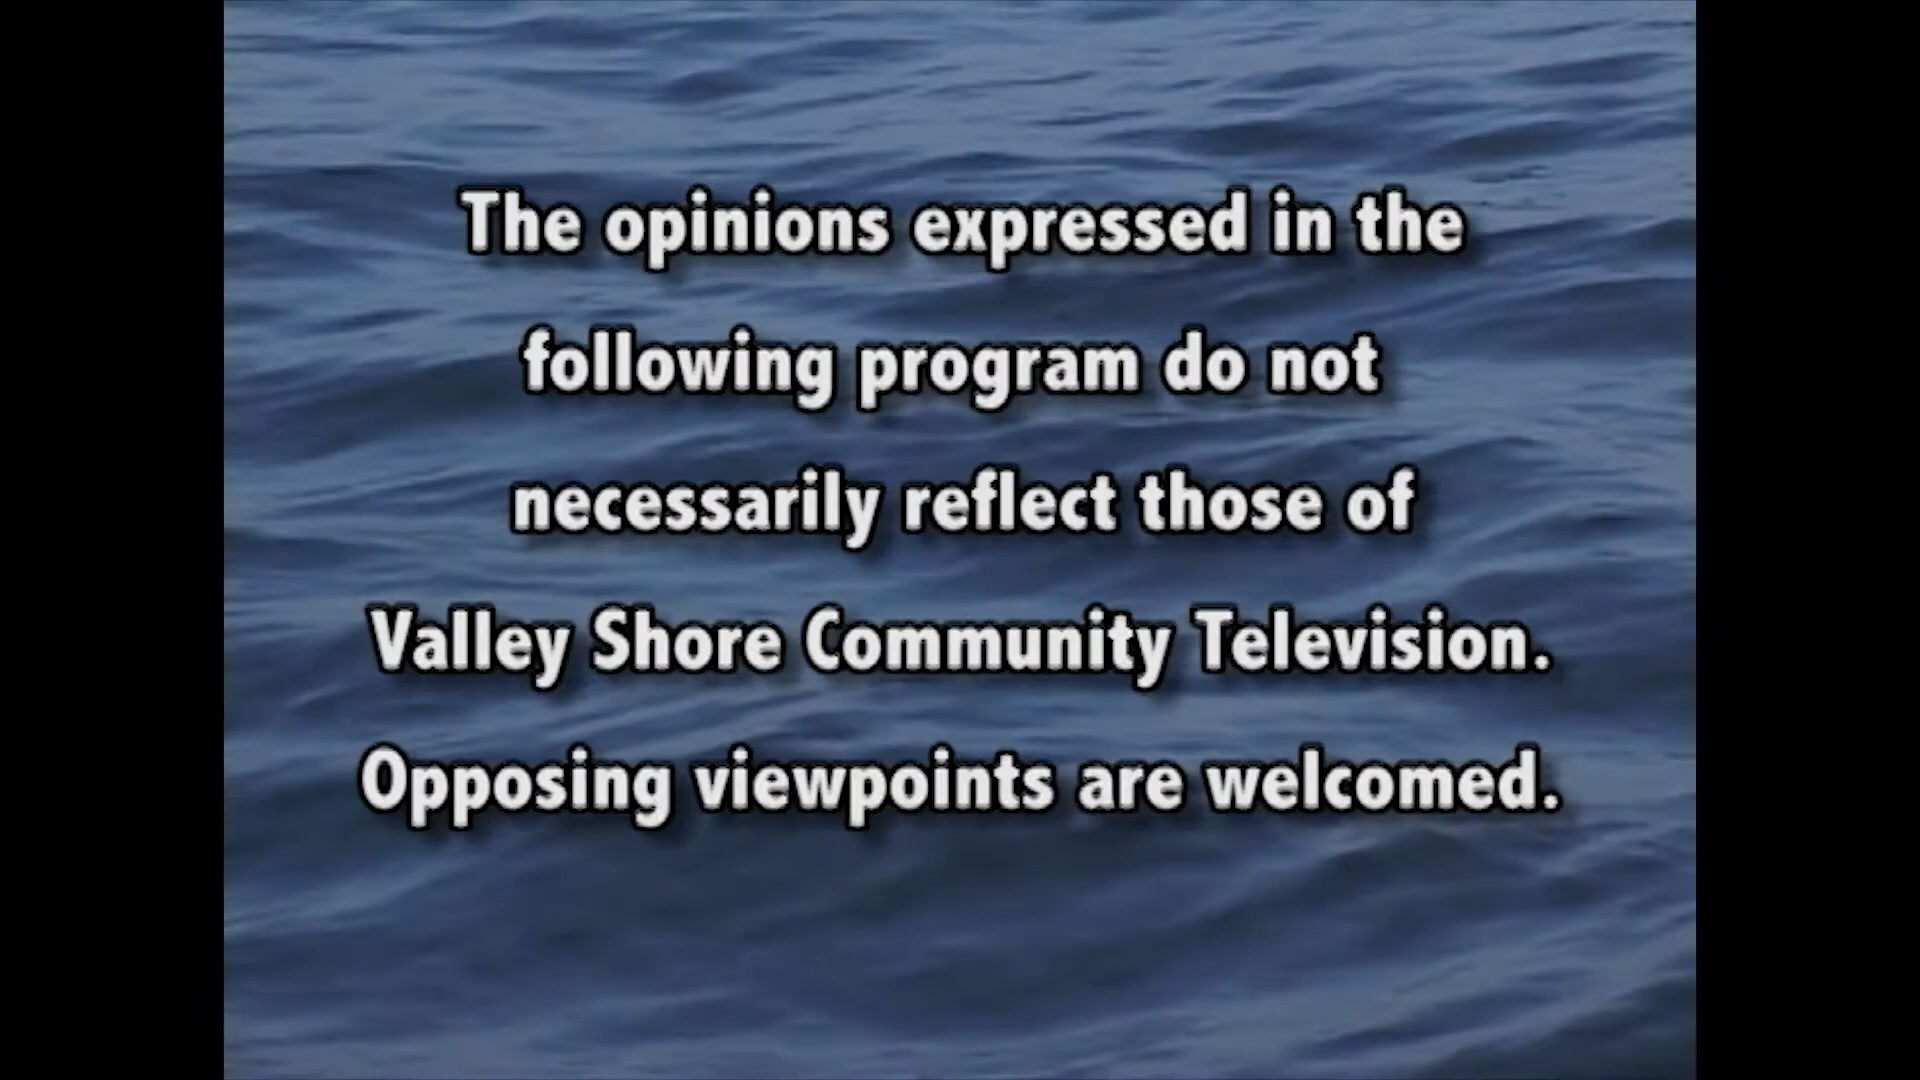 The opinions expressed in the
following program do not
necessarily reflect those of
Valley Shore Community Television.
Opposing viewpoints are welcomed.